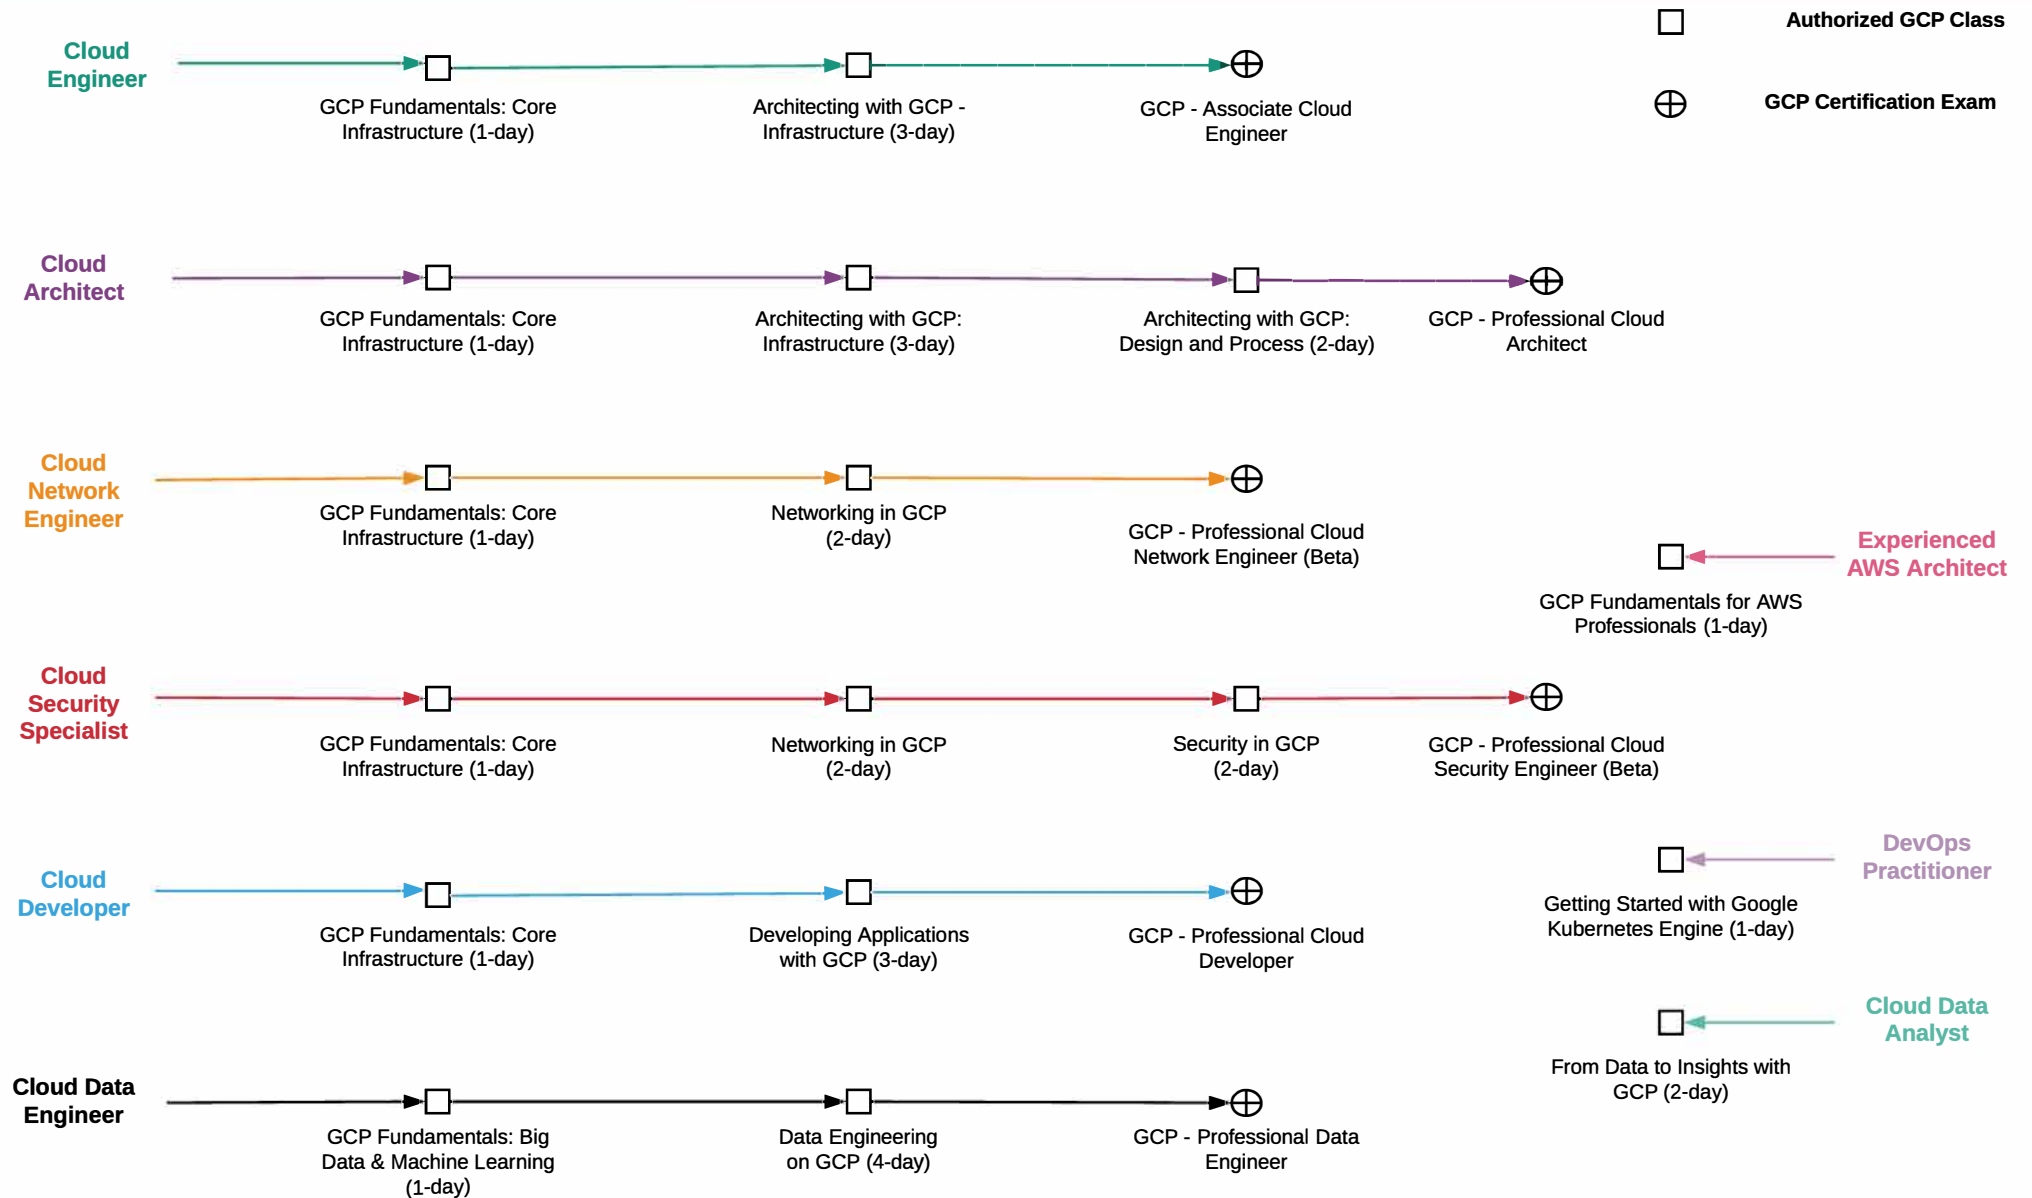 Authorized GCP Class
GCP Certification Exam
Cloud
Engineer
GCP Fundamentals: Core
Infrastructure (1-day)
Architecting with GCP -
Infrastructure (3-day)
GCP - Associate Cloud
Engineer
Cloud
Architect
GCP Fundamentals: Core
Infrastructure (1-day)
Architecting with GCP:
Infrastructure (3-day)
Architecting with GCP:
Design and Process (2-day)
GCP - Professional Cloud
Architect
Cloud
Network
Engineer
GCP Fundamentals: Core
Infrastructure (1-day)
Networking in GCP
(2-day)
GCP - Professional Cloud
Network Engineer (Beta)
Experienced
AWS Architect
GCP Fundamentals for AWS
Professionals (1-day)
Cloud
Security
Specialist
GCP Fundamentals: Core
Infrastructure (1-day)
Networking in GCP
(2-day)
Security in GCP
(2-day)
GCP - Professional Cloud
Security Engineer (Beta)
DevOps
Practitioner
Getting Started with Google
Kubernetes Engine (1-day)
Cloud
Developer
GCP Fundamentals: Core
Infrastructure (1-day)
Developing Applications
with GCP (3-day)
GCP - Professional Cloud
Developer
Cloud Data
Analyst
From Data to Insights with
GCP (2-day)
Cloud Data
Engineer
GCP Fundamentals: Big
Data & Machine Learning
(1-day)
Data Engineering
on GCP (4-day)
GCP - Professional Data
Engineer